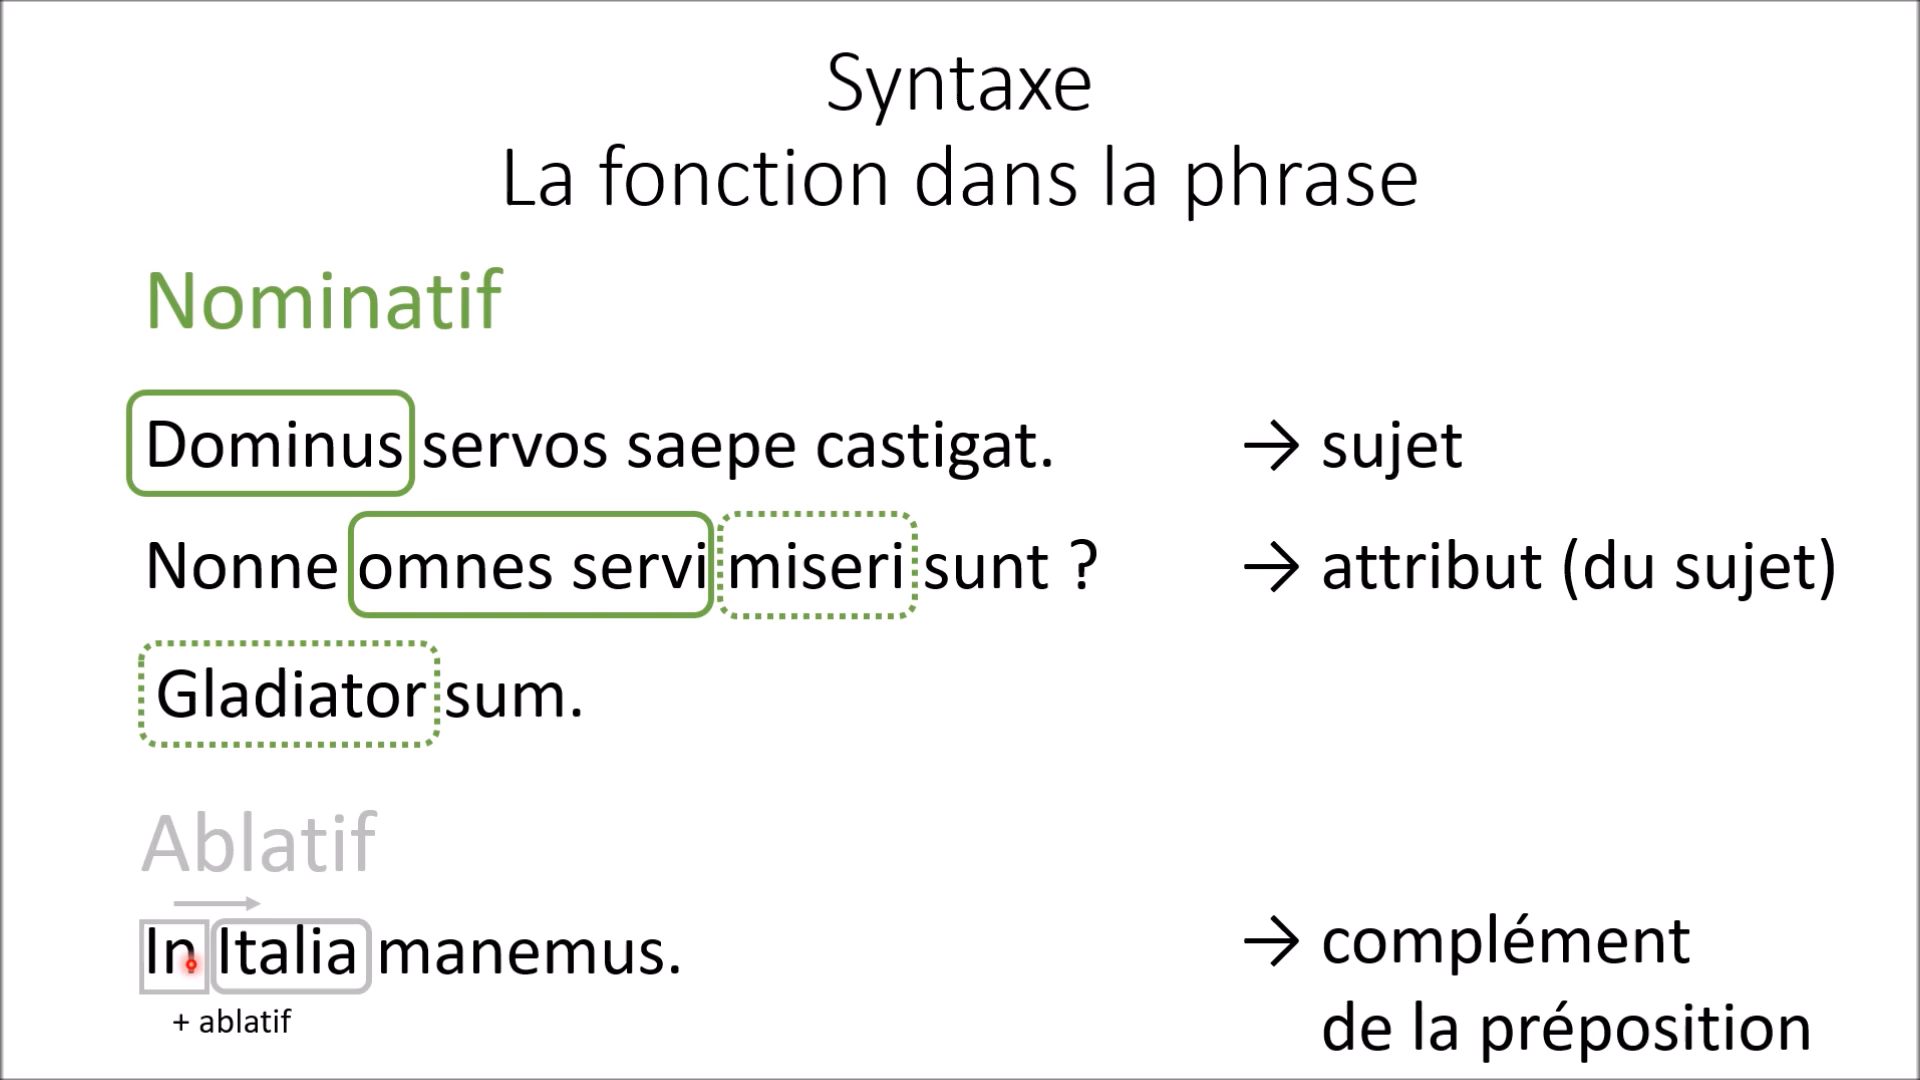 Syntaxe
La fonction dans la phrase
Nominatif
Dominus servos saepe castigat. → sujet
Nonne omnes servi miseri sunt ? → attribut (du sujet)
Gladiator sum.
Ablatif
In Italia manemus. → complément
+ ablatif de la préposition